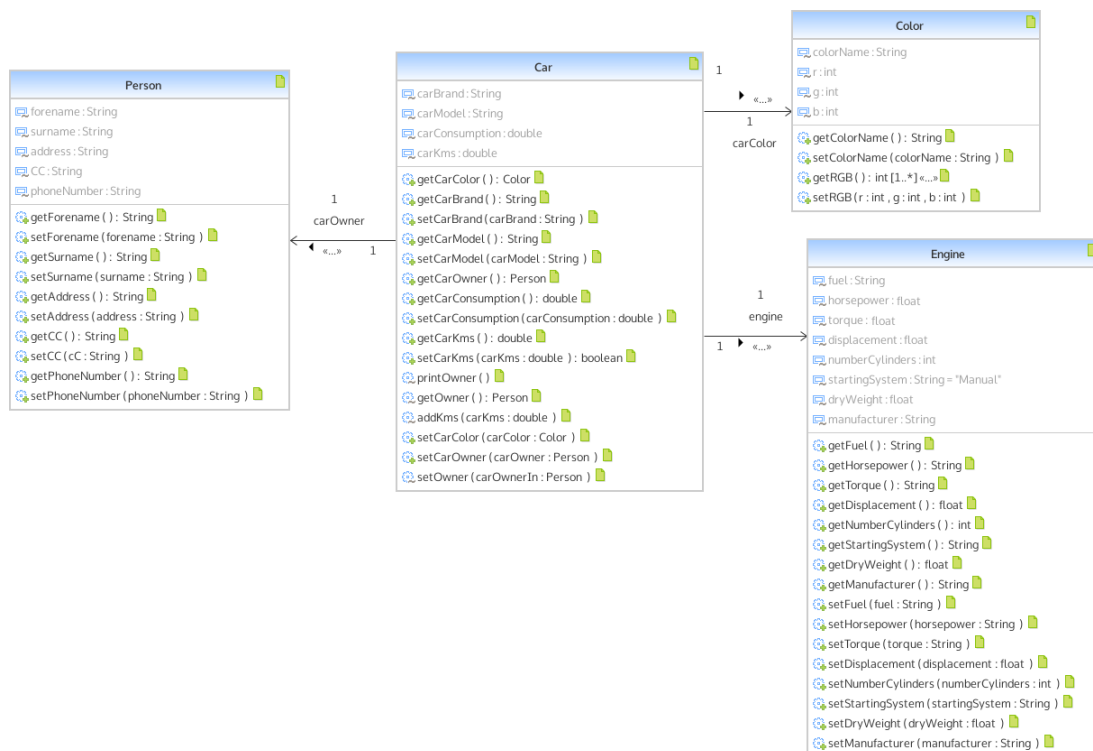 Person
forename : String
surname : String
address : String
CC : String
phoneNumber : String
getForename ( ) : String
setForename ( forename : String )
getSurname ( ) : String
setSurname ( surname : String )
getAddress ( ) : String
setAddress ( address : String )
getCC ( ) : String
setCC ( cC : String )
getPhoneNumber ( ) : String
setPhoneNumber ( phoneNumber : String )
1
carOwner
«...»
1
Car
carBrand : String
carModel : String
carConsumption : double
carKms : double
getCarColor ( ) : Color
getCarBrand ( ) : String
setCarBrand ( carBrand : String )
getCarModel ( ) : String
setCarModel ( carModel : String )
getCarOwner ( ) : Person
getCarConsumption ( ) : double
setCarConsumption ( carConsumption : double )
getCarKms ( ) : double
setCarKms ( carKms : double ) : boolean
printOwner ( )
getOwner ( ) : Person
addKms ( carKms : double )
setCarColor ( carColor : Color )
setCarOwner ( carOwner : Person )
setOwner ( carOwnerIn : Person )
1
«...»
1
carColor
Color
colorName : String
r : int
g : int
b : int
getColorName ( ) : String
setColorName ( colorName : String )
getRGB ( ) : int [1..*] «...»
setRGB ( r : int , g : int , b : int )
1
engine
1
«...»
Engine
fuel : String
horsepower : float
torque : float
displacement : float
numberCylinders : int
startingSystem : String = "Manual"
dryWeight : float
manufacturer : String
getFuel ( ) : String
getHorsepower ( ) : String
getTorque ( ) : String
getDisplacement ( ) : float
getNumberCylinders ( ) : int
getStartingSystem ( ) : String
getDryWeight ( ) : float
getManufacturer ( ) : String
setFuel ( fuel : String )
setHorsepower ( horsepower : String )
setTorque ( torque : String )
setDisplacement ( displacement : float )
setNumberCylinders ( numberCylinders : int )
setStartingSystem ( startingSystem : String )
setDryWeight ( dryWeight : float )
setManufacturer ( manufacturer : String )